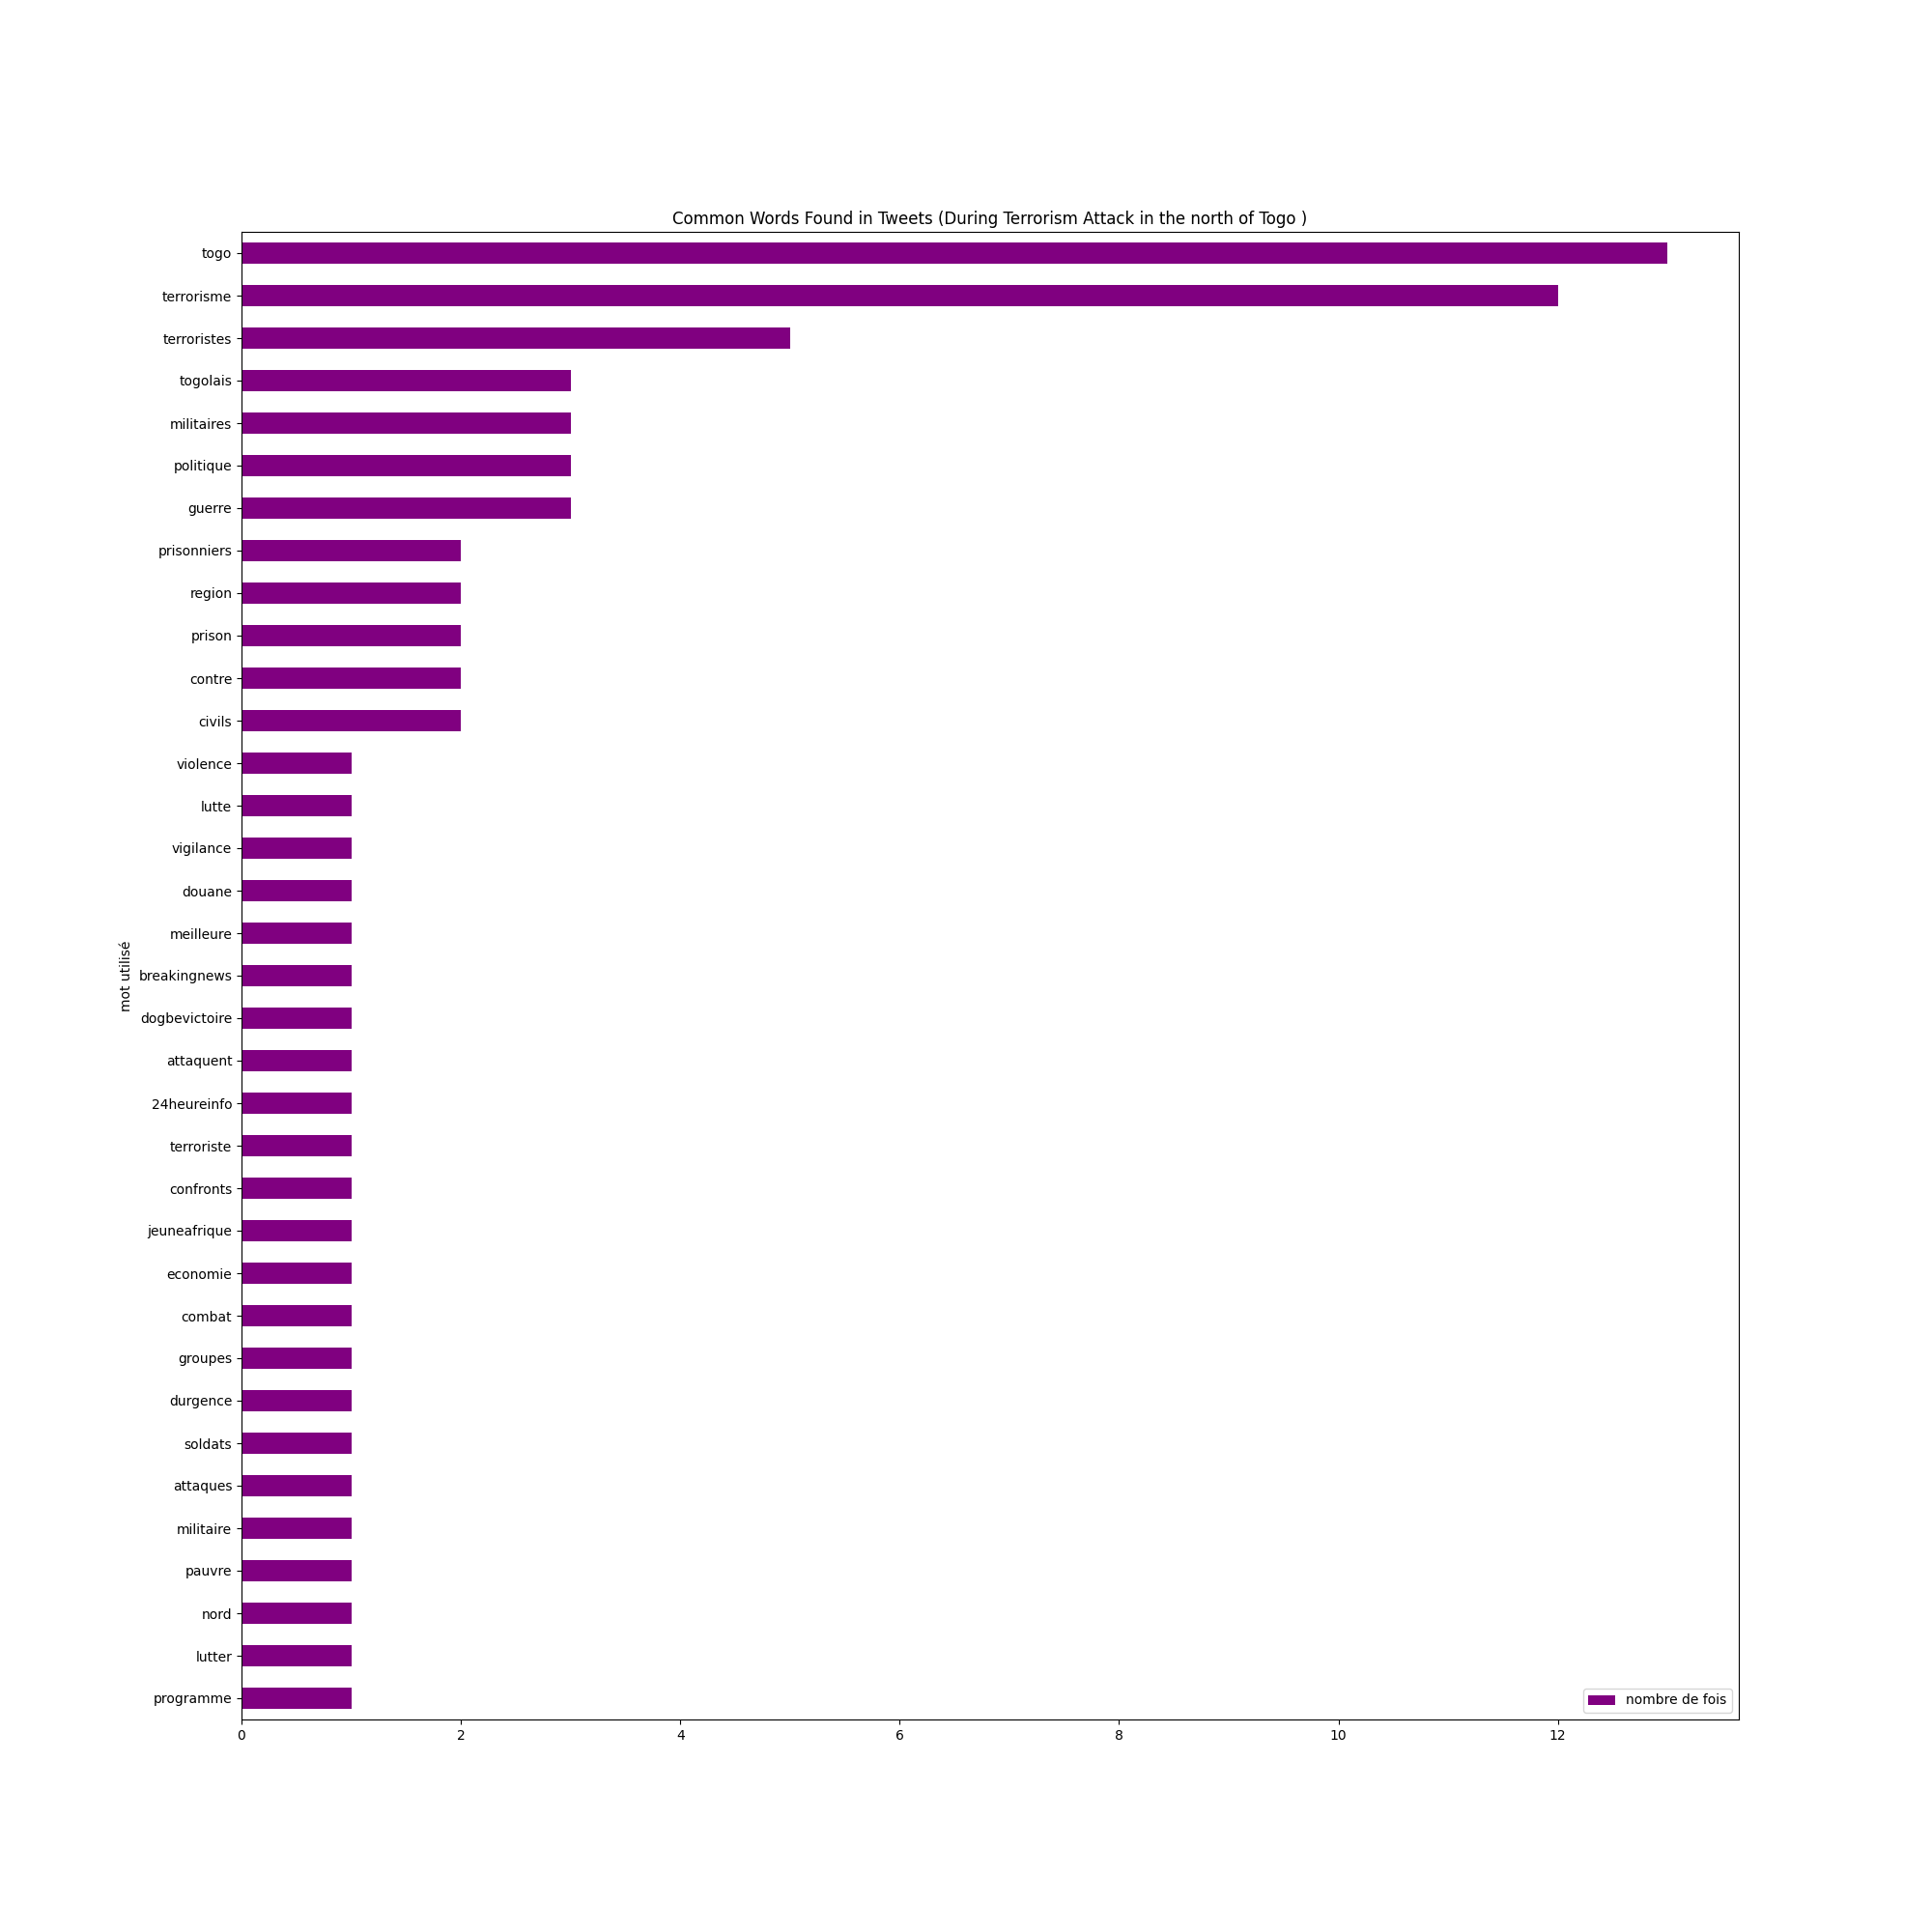 Common Words Found in Tweets (During Terrorism Attack in the north of Togo )
togo
terrorisme
terroristes
togolais
militaires
politique
guerre
prisonniers
region
prison
contre
civils
violence
lutte
vigilance
douane
meilleure
mot utilisé
breakingnews
dogbevictoire
attaquent
24heureinfo
terroriste
confronts
jeuneafrique
economie
combat
groupes
durgence
soldats
attaques
militaire
pauvre
nord
lutter
programme
nombre de fois
0 2 4 6 8 10 12